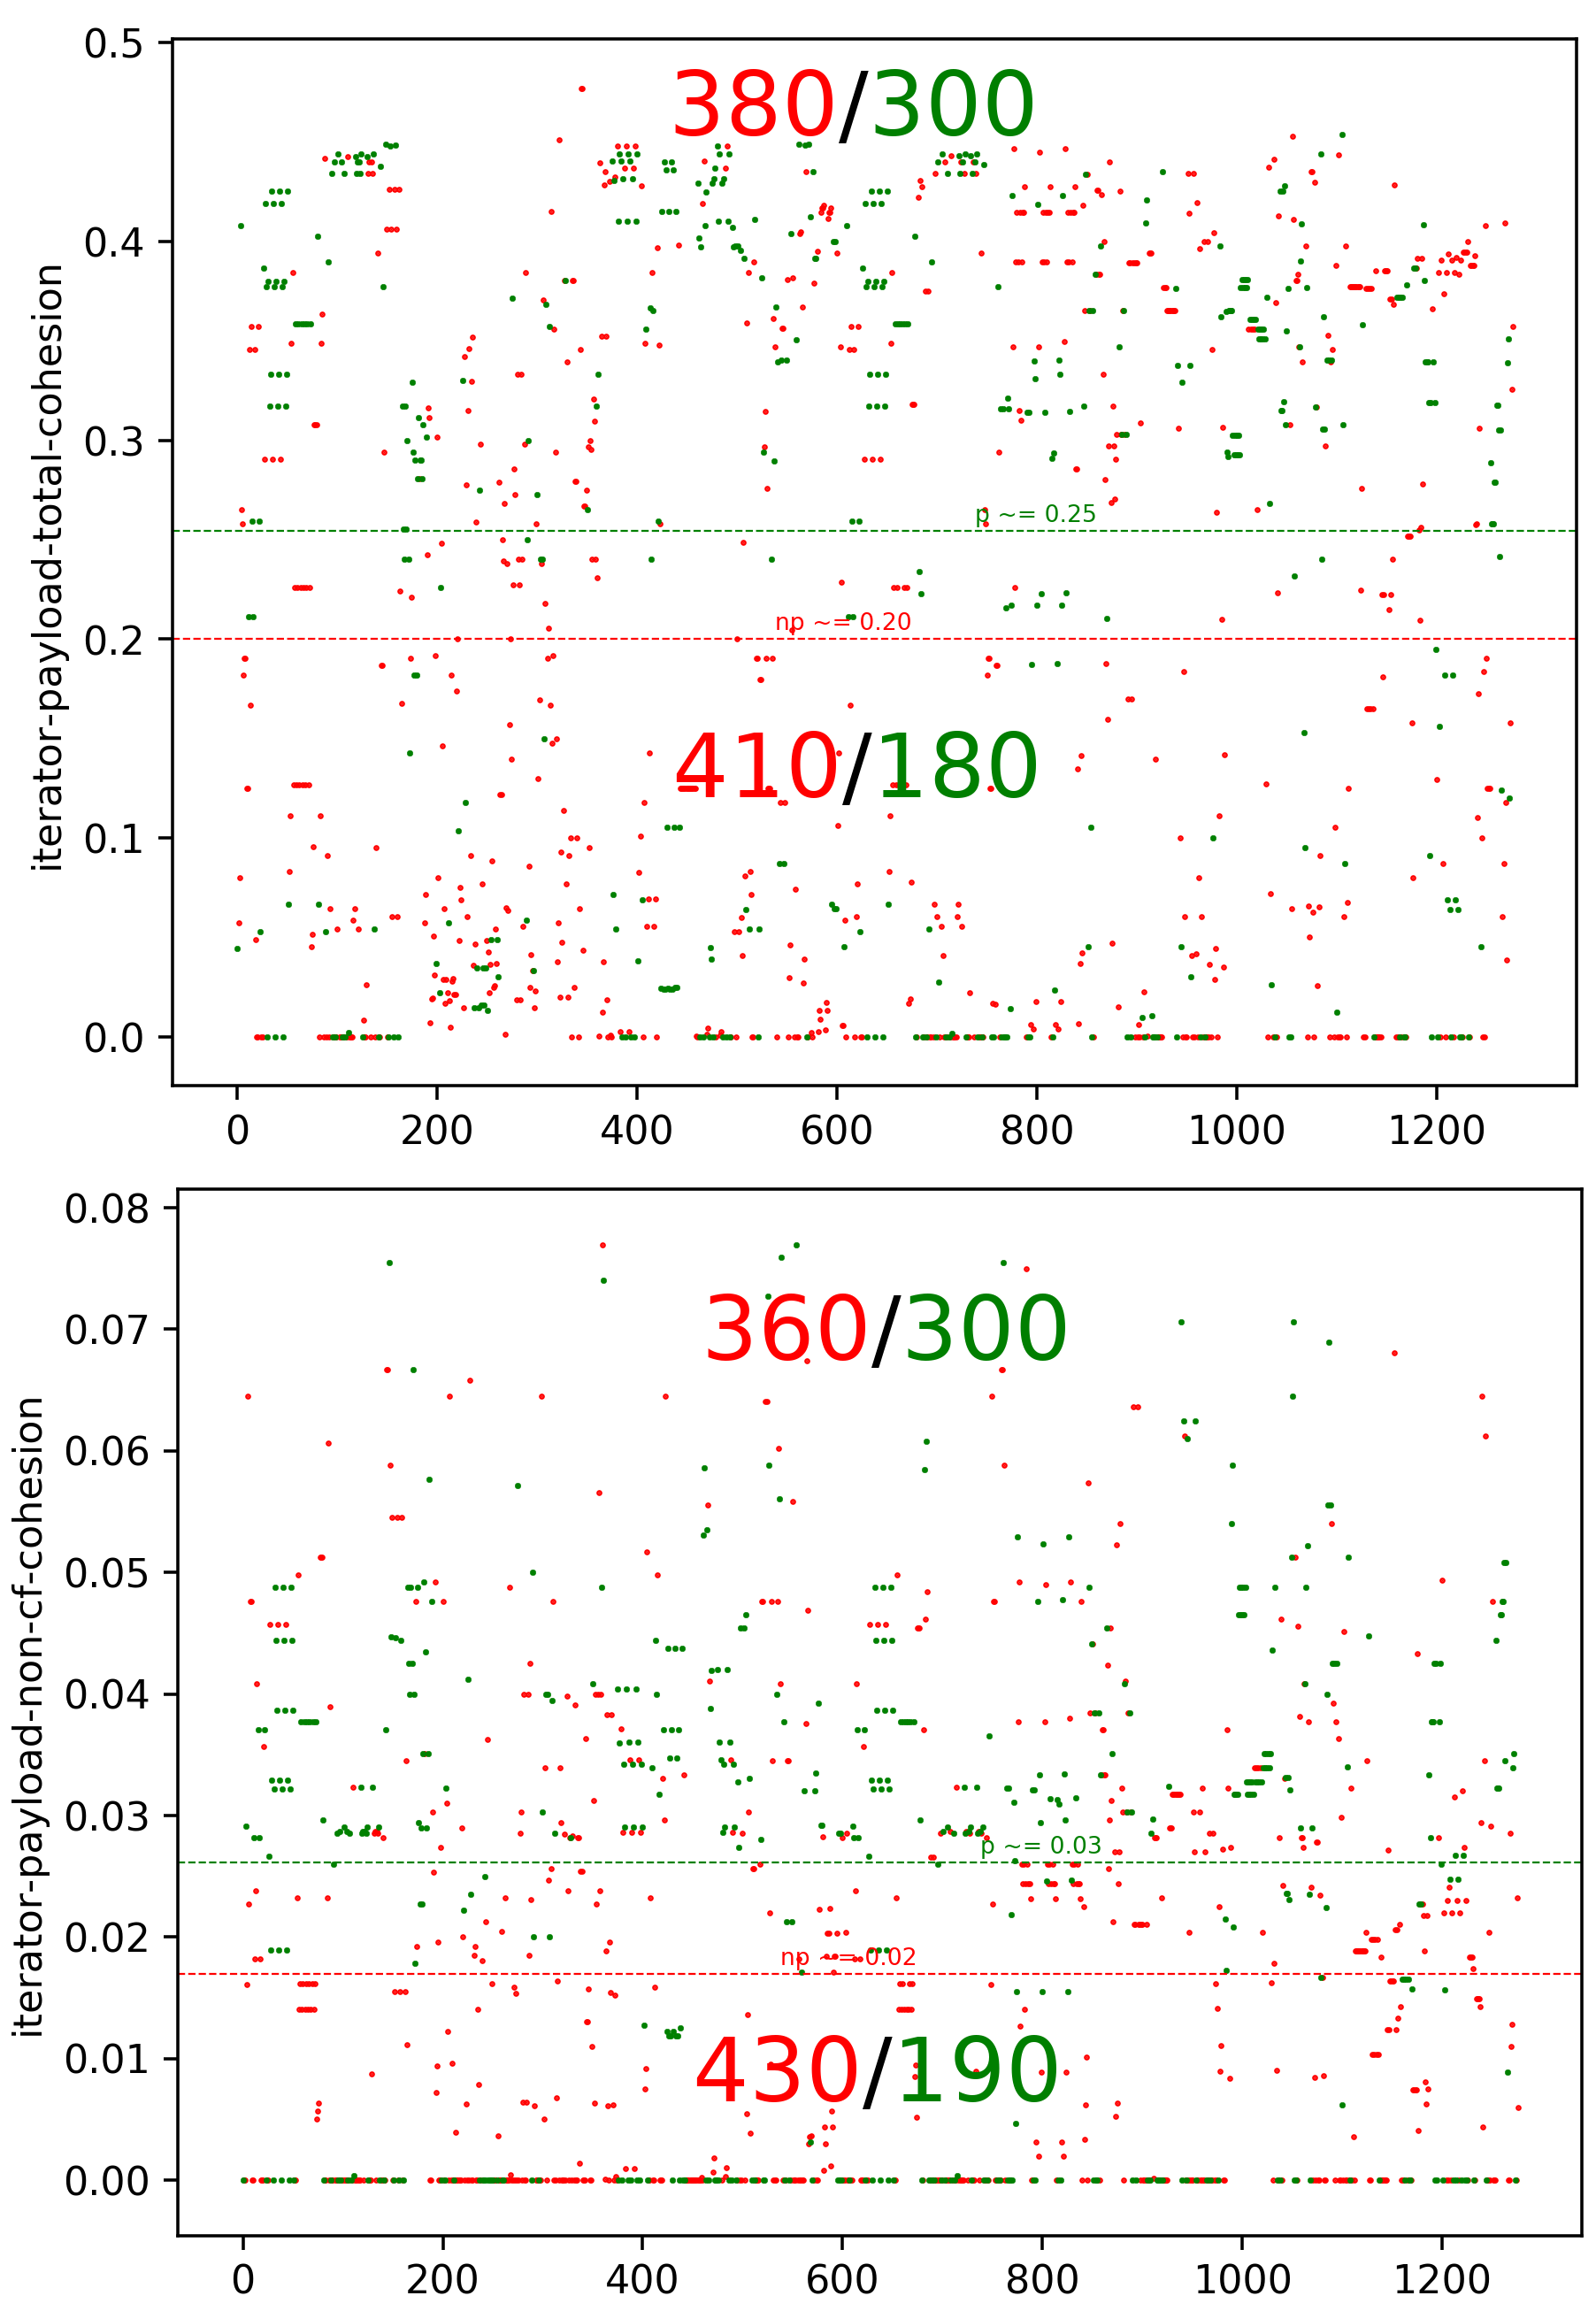 0.5
380/300
0.4
0.3
p ~= 0.25
0.2
np ~= 0.20
410/180
0.1
0.0
iterator-payload-total-cohesion
0 200 400 600 800 1000 1200
0.08
360/300
0.07
0.06
0.05
0.04
0.03
p ~= 0.03
0.02
np ~= 0.02
430/190
0.01
0.00
iterator-payload-non-cf-cohesion
0 200 400 600 800 1000 1200